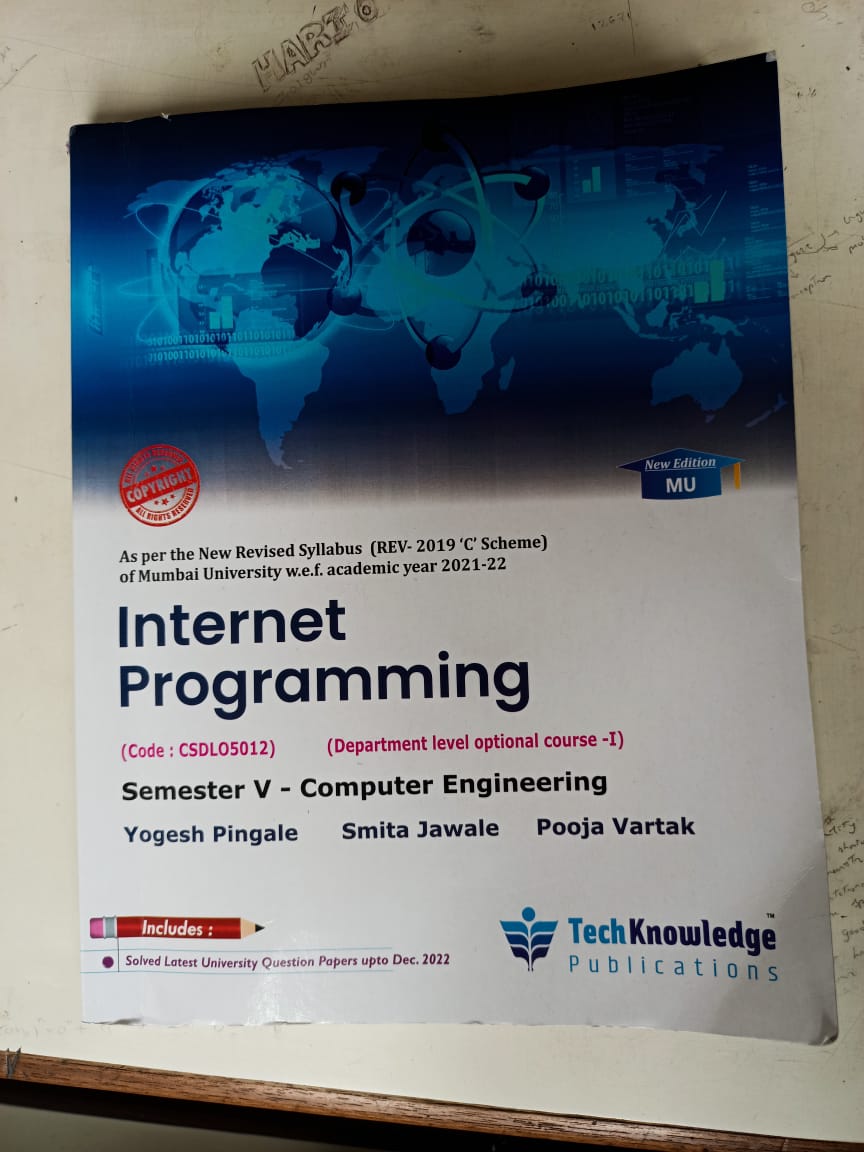 HARI
New Edition
MU
COPYRIGHT
ALL RIGHTS RESERVED
As per the New Revised Syllabus (REV- 2019 'C' Scheme)
of Mumbai University w.e.f. academic year 2021-22
Internet
Programming
(Code : CSDLO5012) (Department level optional course -I)
Semester V - Computer Engineering
Yogesh Pingale Smita Jawale Pooja Vartak
Includes :
Solved Latest University Question Papers upto Dec. 2022
TechKnowledge™
Publications